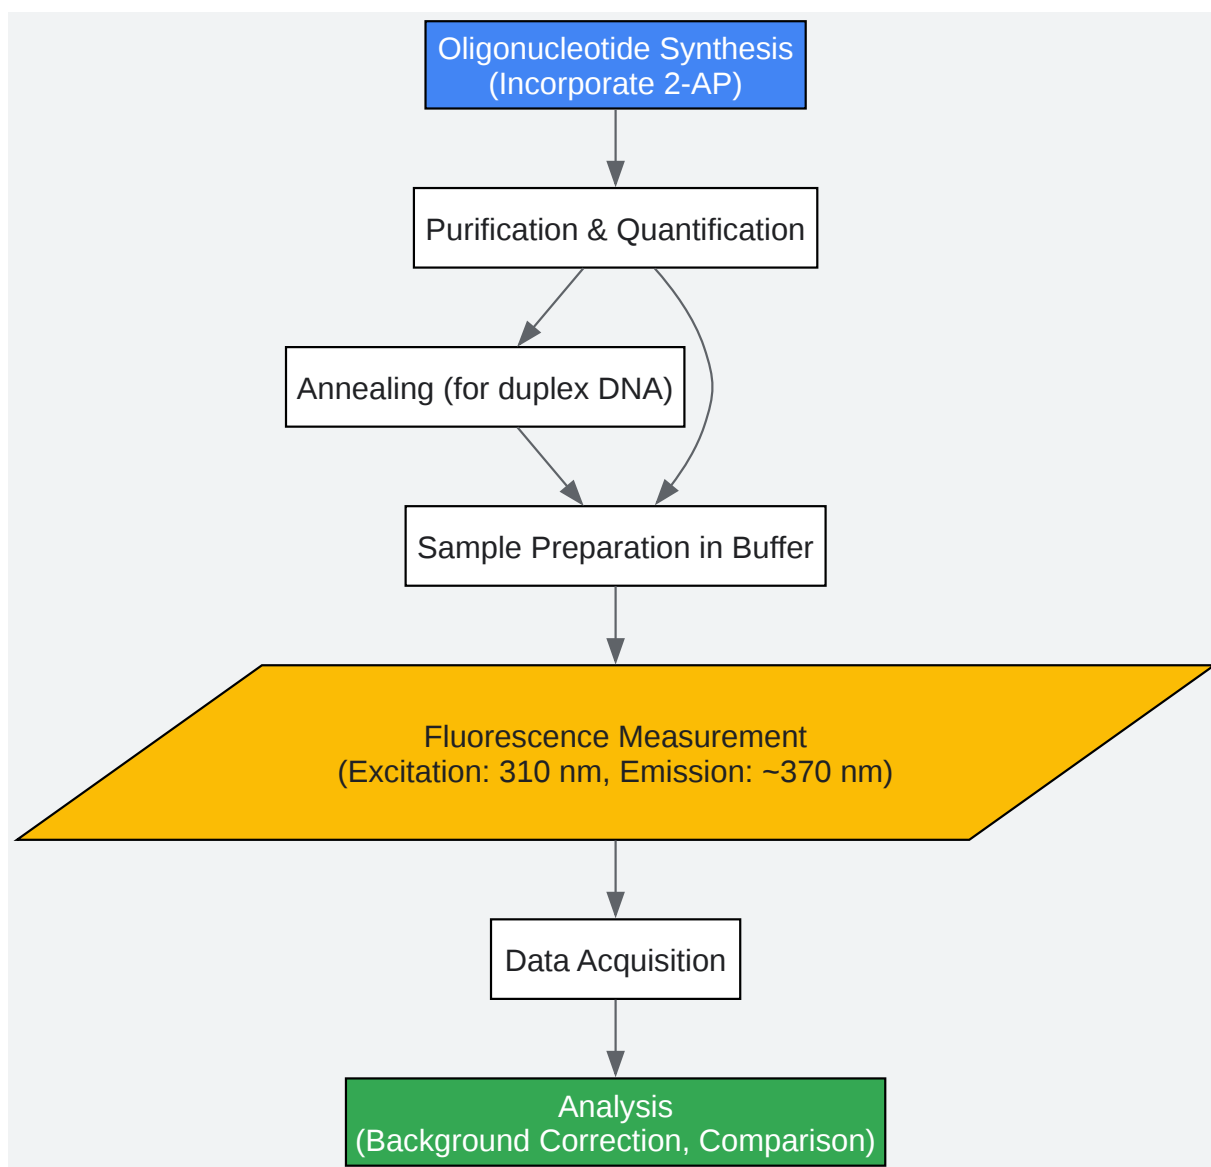 Oligonucleotide Synthesis
(Incorporate 2-AP)
Purification & Quantification
Annealing (for duplex DNA)
Sample Preparation in Buffer
Fluorescence Measurement
(Excitation: 310 nm, Emission: ~370 nm)
Data Acquisition
Analysis
(Background Correction, Comparison)